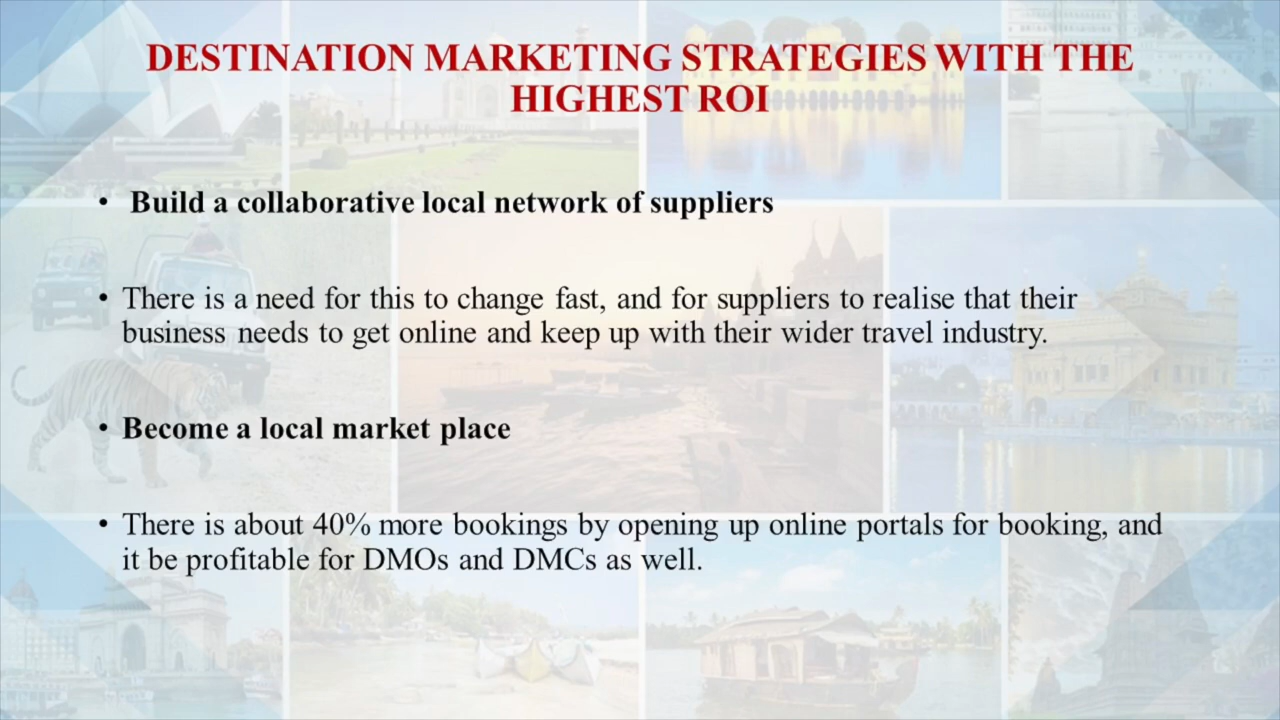 DESTINATION MARKETING STRATEGIES WITH THE
HIGHEST ROI
• Build a collaborative local network of suppliers
• There is a need for this to change fast, and for suppliers to realise that their
business needs to get online and keep up with their wider travel industry.
• Become a local market place
• There is about 40% more bookings by opening up online portals for booking, and
it be profitable for DMOs and DMCs as well.